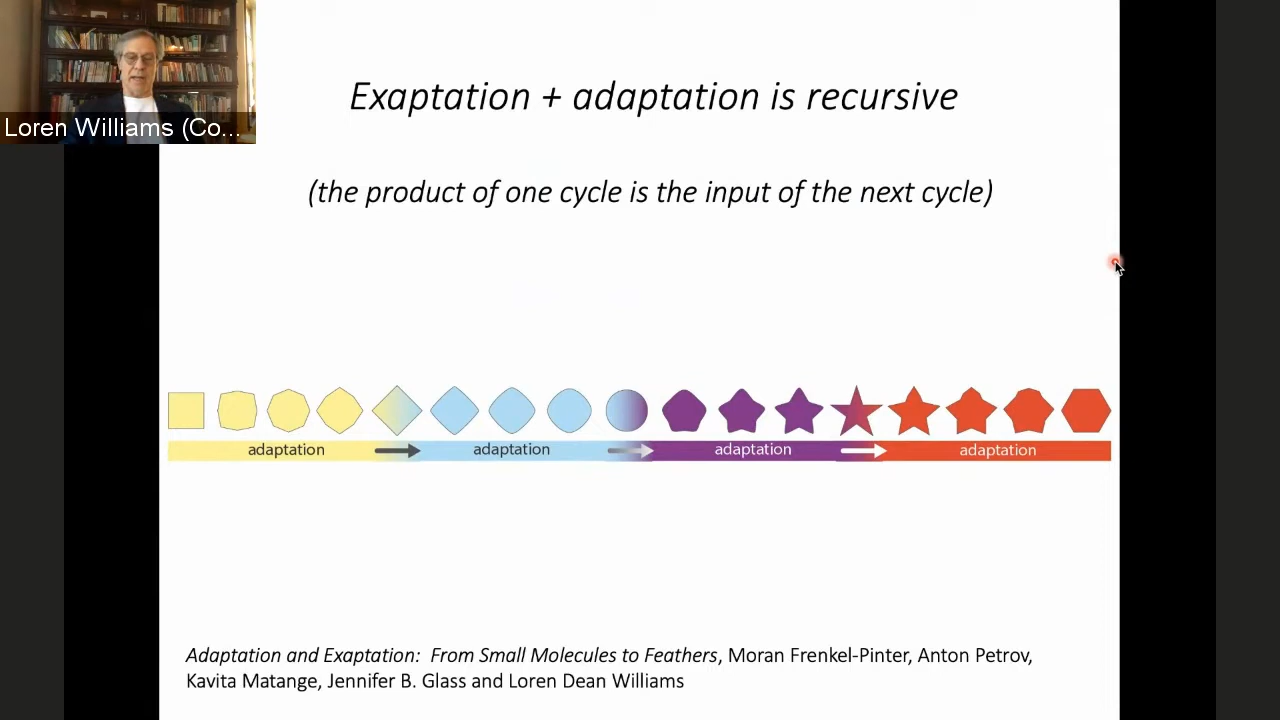 Loren Williams (Co...
Exaptation + adaptation is recursive
(the product of one cycle is the input of the next cycle)
adaptation adaptation adaptation adaptation
Adaptation and Exaptation: From Small Molecules to Feathers, Moran Frenkel-Pinter, Anton Petrov,
Kavita Matange, Jennifer B. Glass and Loren Dean Williams